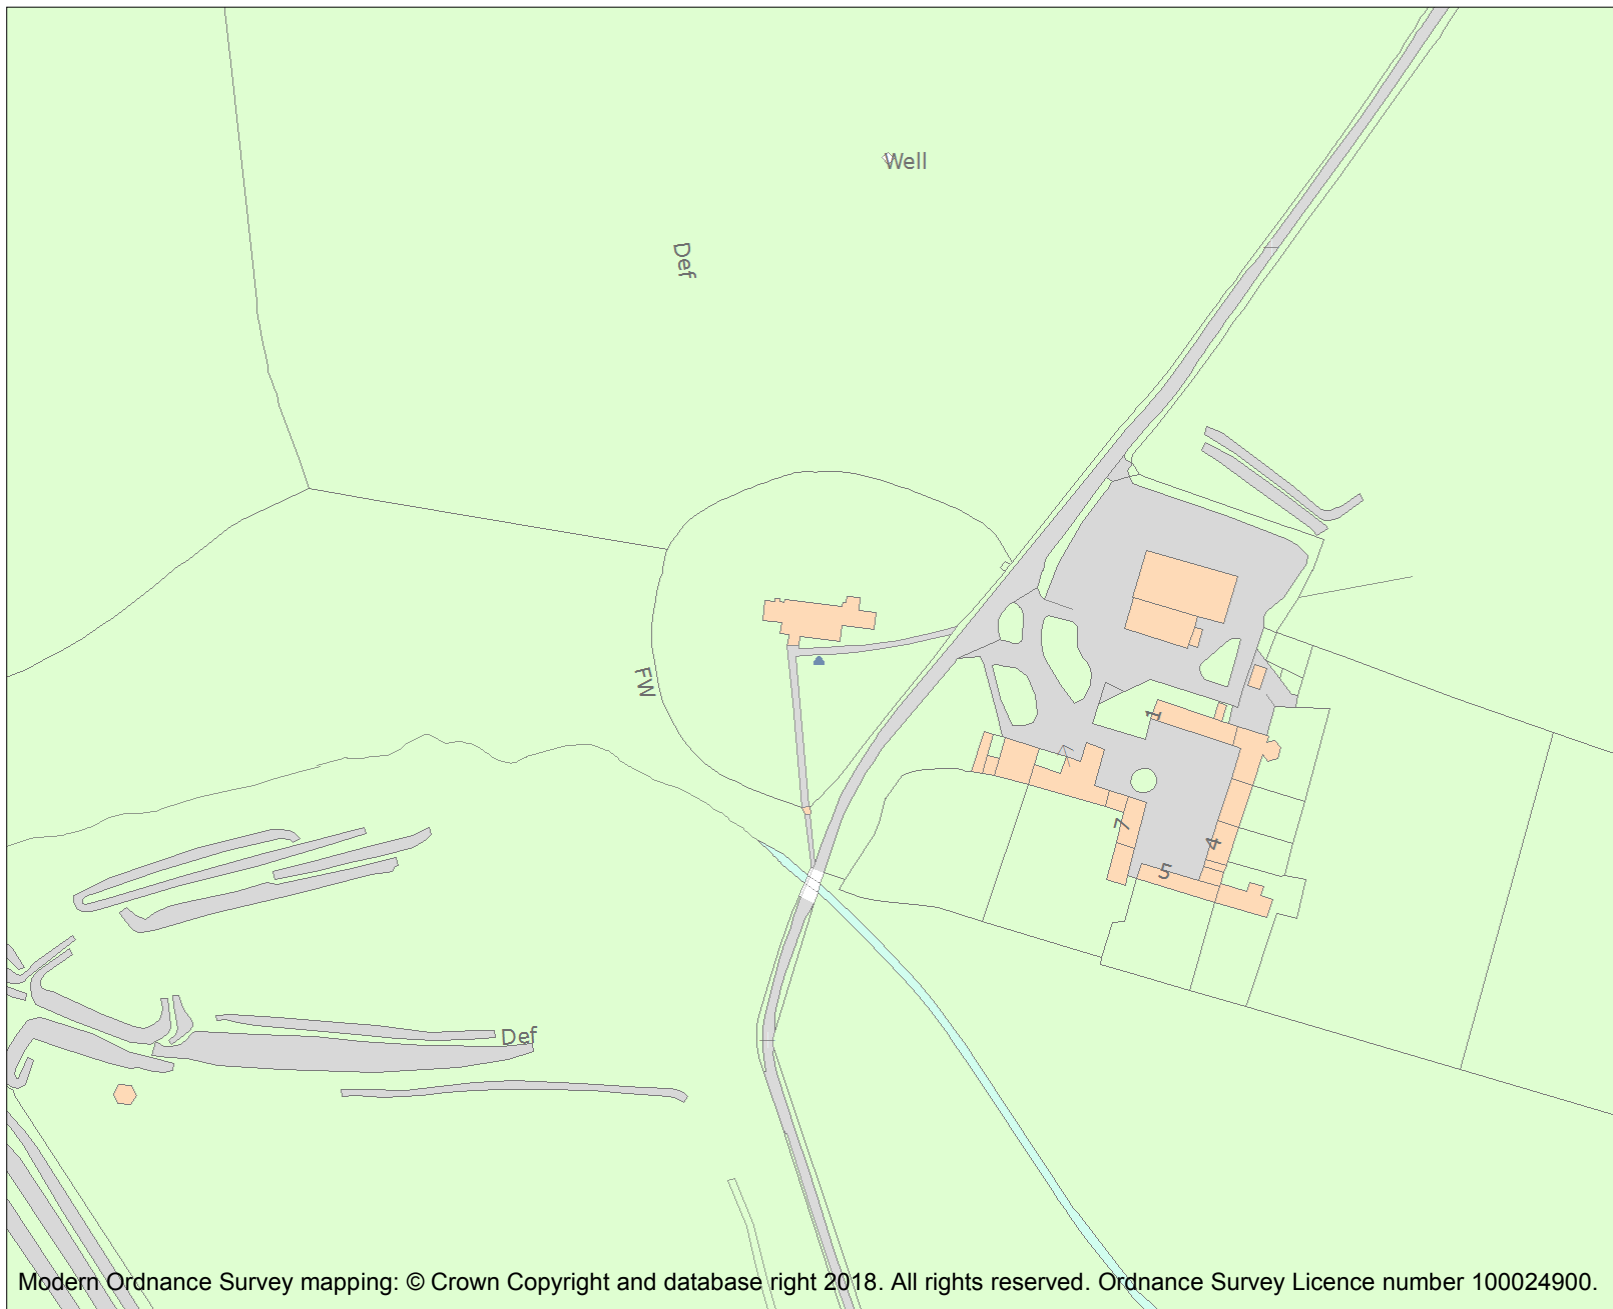 Well
Def
FW
1
7
4
5
Def
Modern Ordnance Survey mapping: © Crown Copyright and database right 2018. All rights reserved. Ordnance Survey Licence number 100024900.